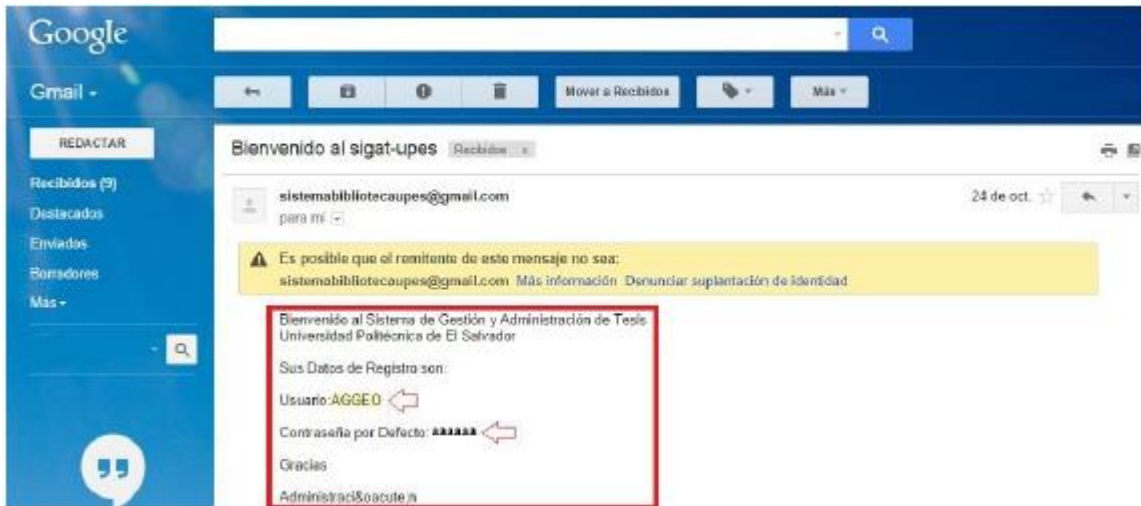 Google
Gmail
Mover a Recibidos
Más
REDACTAR
Recibidos (9)
Destacados
Enviados
Borradores
Más
Bienvenido al sigat-upes Recibidos x
sistemabibliotecaupes@gmail.com
para mí
24 de oct.
Es posible que el remitente de este mensaje no sea:
sistemabibliotecaupes@gmail.com Más información Denunciar suplantación de identidad
Bienvenido al Sistema de Gestión y Administración de Tesis
Universidad Politécnica de El Salvador
Sus Datos de Registro son:
Usuario:AGGEO
Contraseña por Defecto: ******
Gracias
Administraci&oacute;n